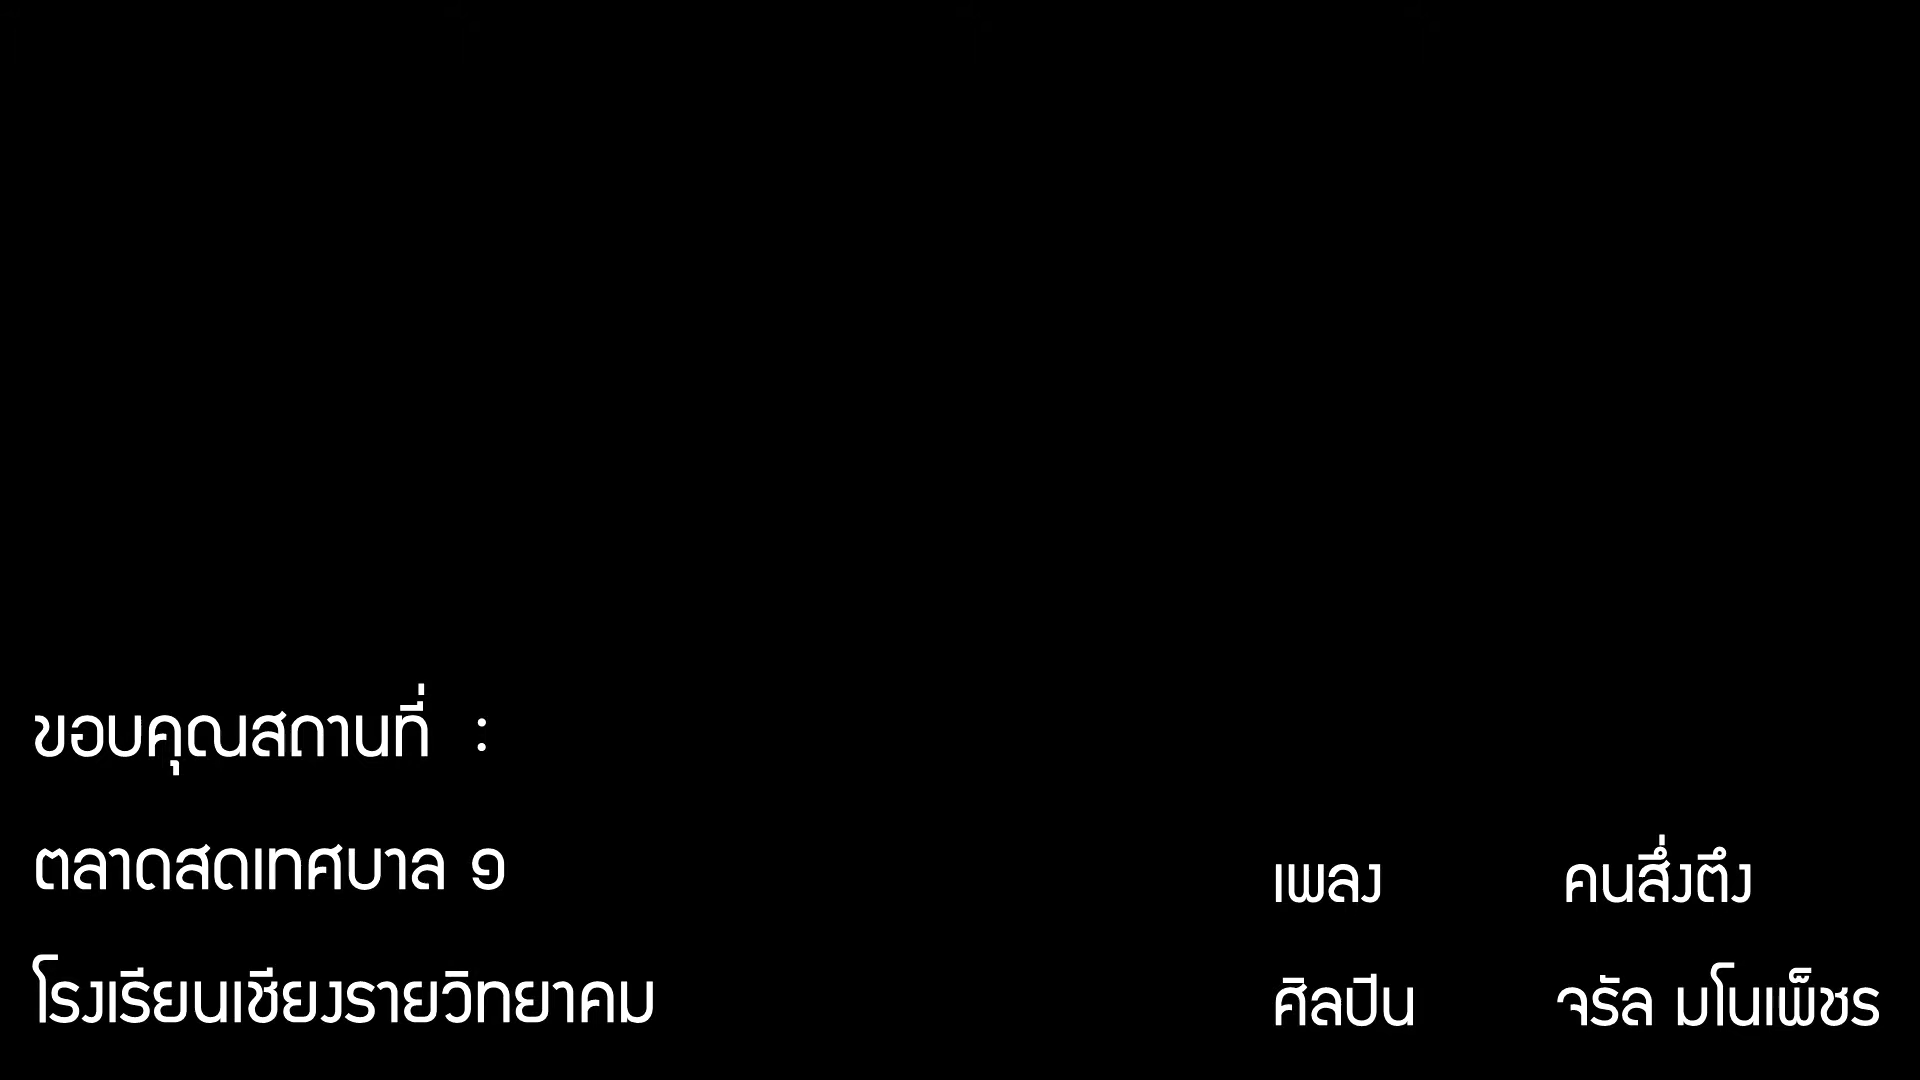 ขอบคุณสถานที่ :
ตลาดสดเทศบาล ๑
โรงเรียนเชียงรายวิทยาคม
เพลง คนสึ่งตึง
ศิลปิน จรัล มโนเพ็ชร